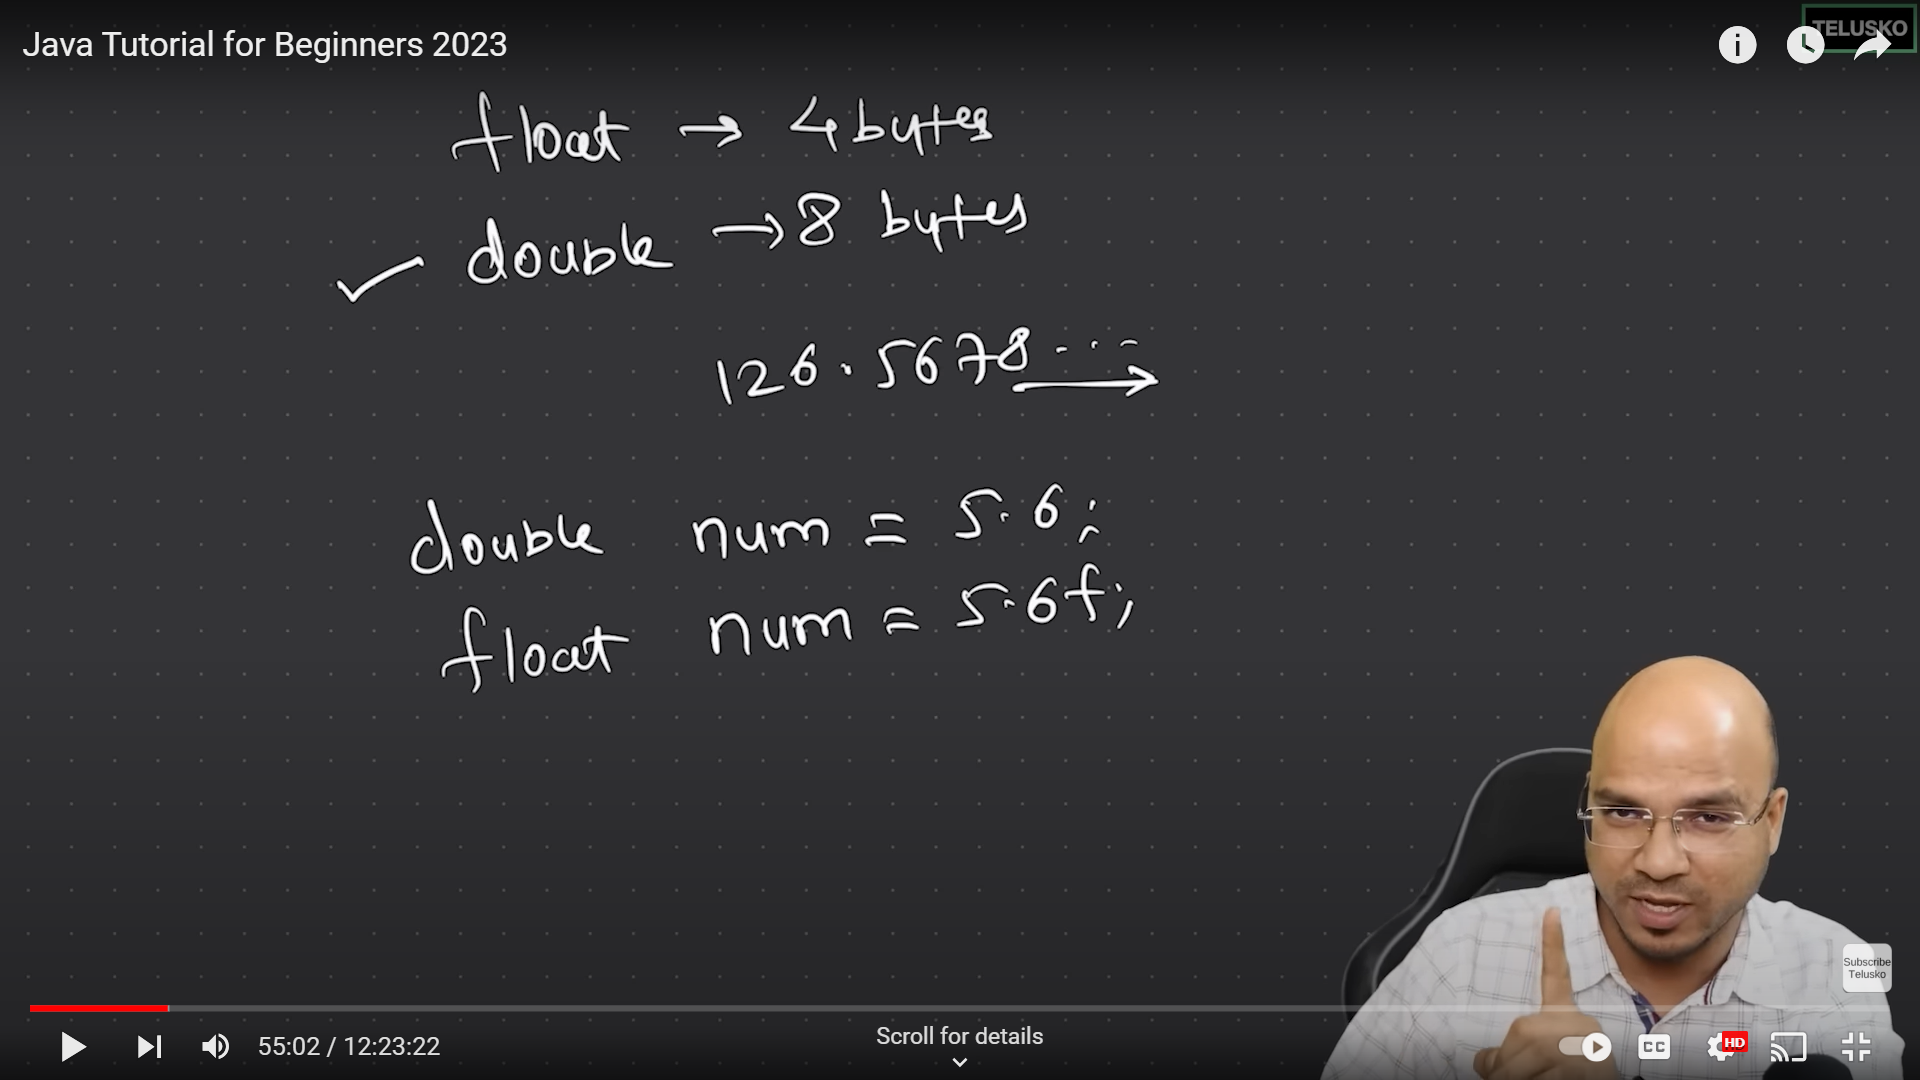 Java Tutorial for Beginners 2023
TELUSKO
float → 4 bytes
✓ double → 8 bytes
126.5678...
double num = 5.6;
float num = 5.6f;
Subscribe
Telusko
55:02 / 12:23:22
Scroll for details
CC
HD